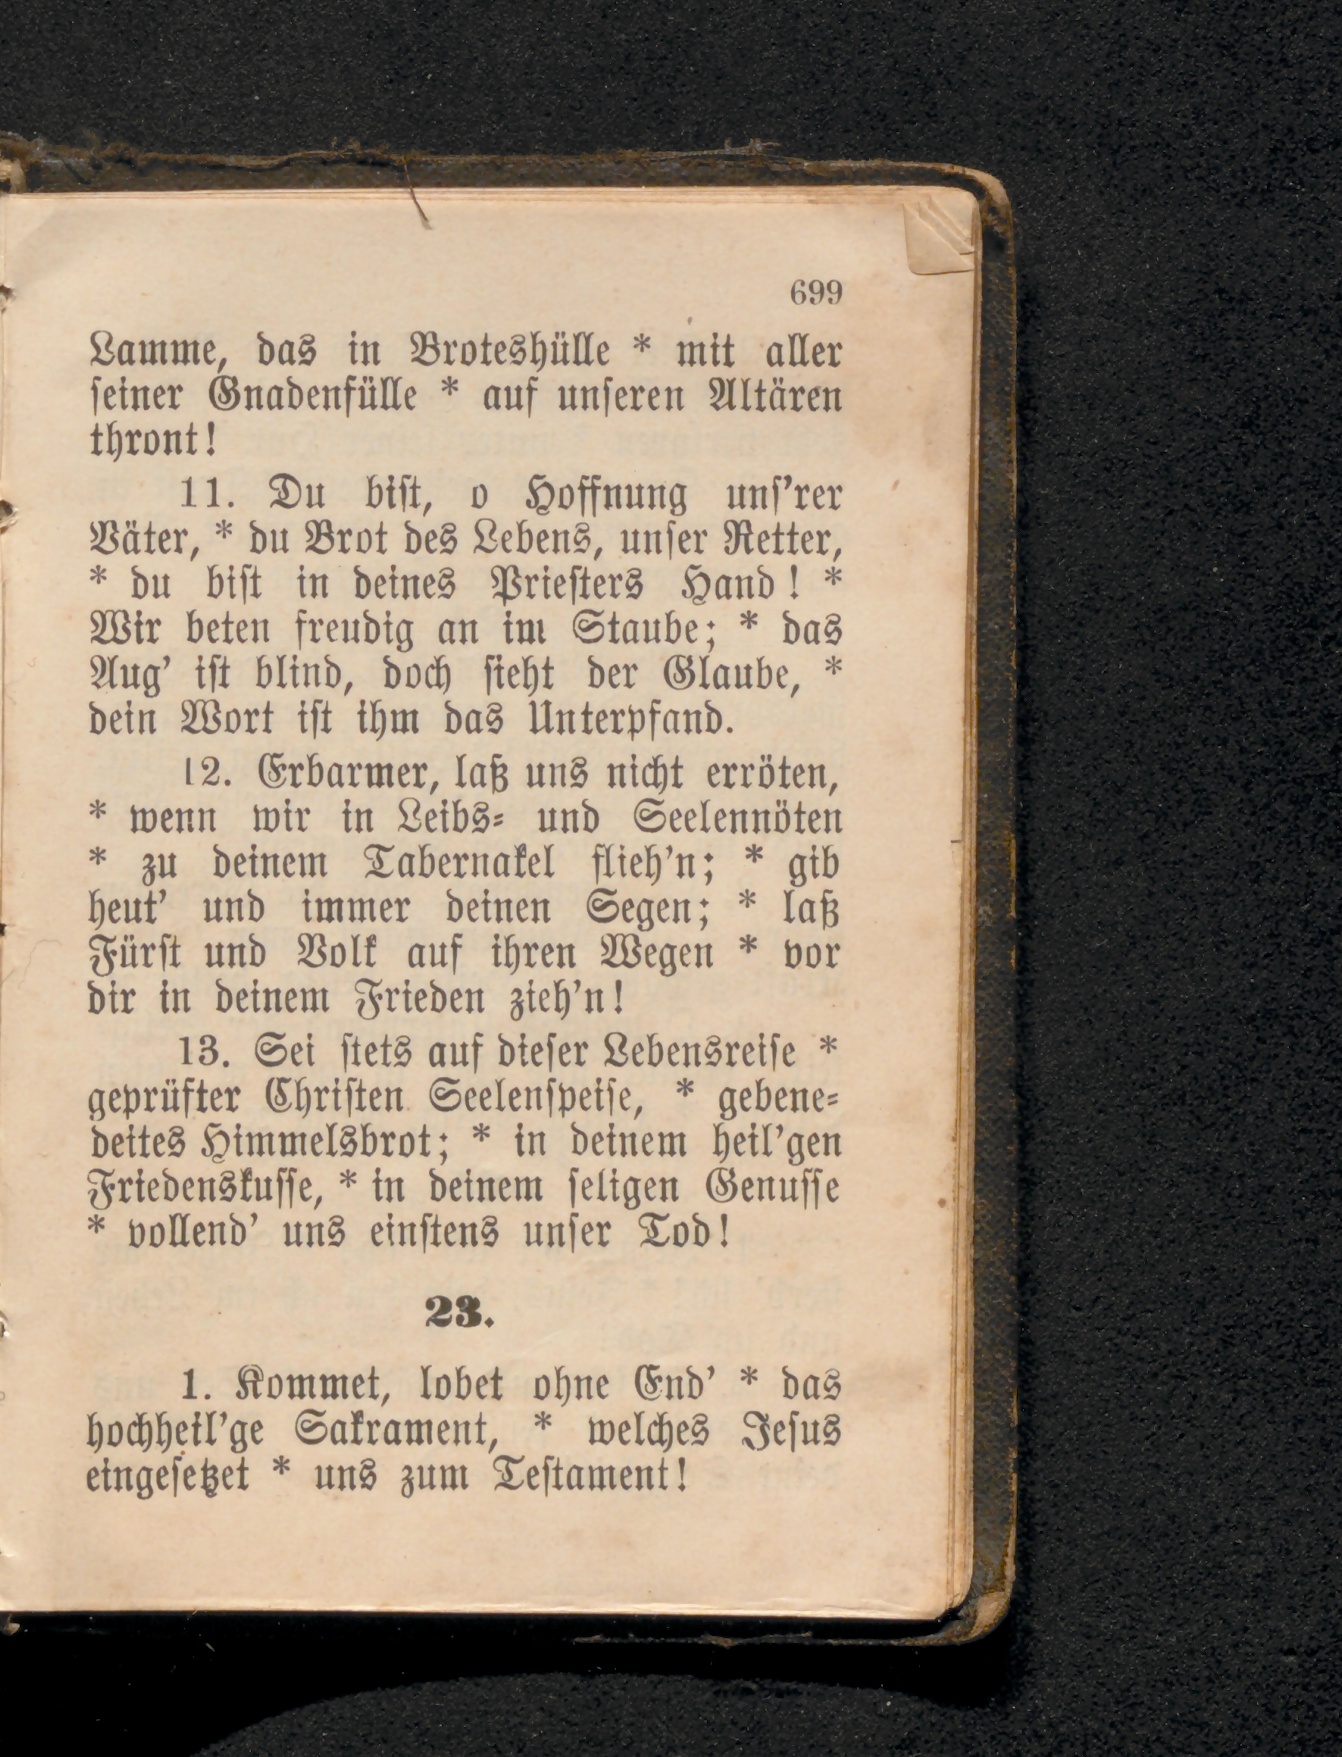 699
Lamme, das in Broteshülle * mit aller
seiner Gnadenfülle * auf unseren Altären
thront!
11. Du bist, o Hoffnung uns'rer
Väter, * du Brot des Lebens, unser Retter,
* du bist in deines Priesters Hand! *
Wir beten freudig an im Staube; * das
Aug' ist blind, doch sieht der Glaube, *
dein Wort ist ihm das Unterpfand.
12. Erbarmer, laß uns nicht erröten,
* wenn wir in Leibs- und Seelennöten
* zu deinem Tabernakel flieh'n; * gib
heut' und immer deinen Segen; * laß
Fürst und Volk auf ihren Wegen * vor
dir in deinem Frieden zieh'n!
13. Sei stets auf dieser Lebensreise *
geprüfter Christen Seelenspeise, * gebene-
deites Himmelsbrot; * in deinem heil'gen
Friedenskusse, * in deinem seligen Genusse
* vollend' uns einstens unser Tod!
23.
1. Kommet, lobet ohne End' * das
hochheil'ge Sakrament, * welches Jesus
eingesetzet * uns zum Testament!